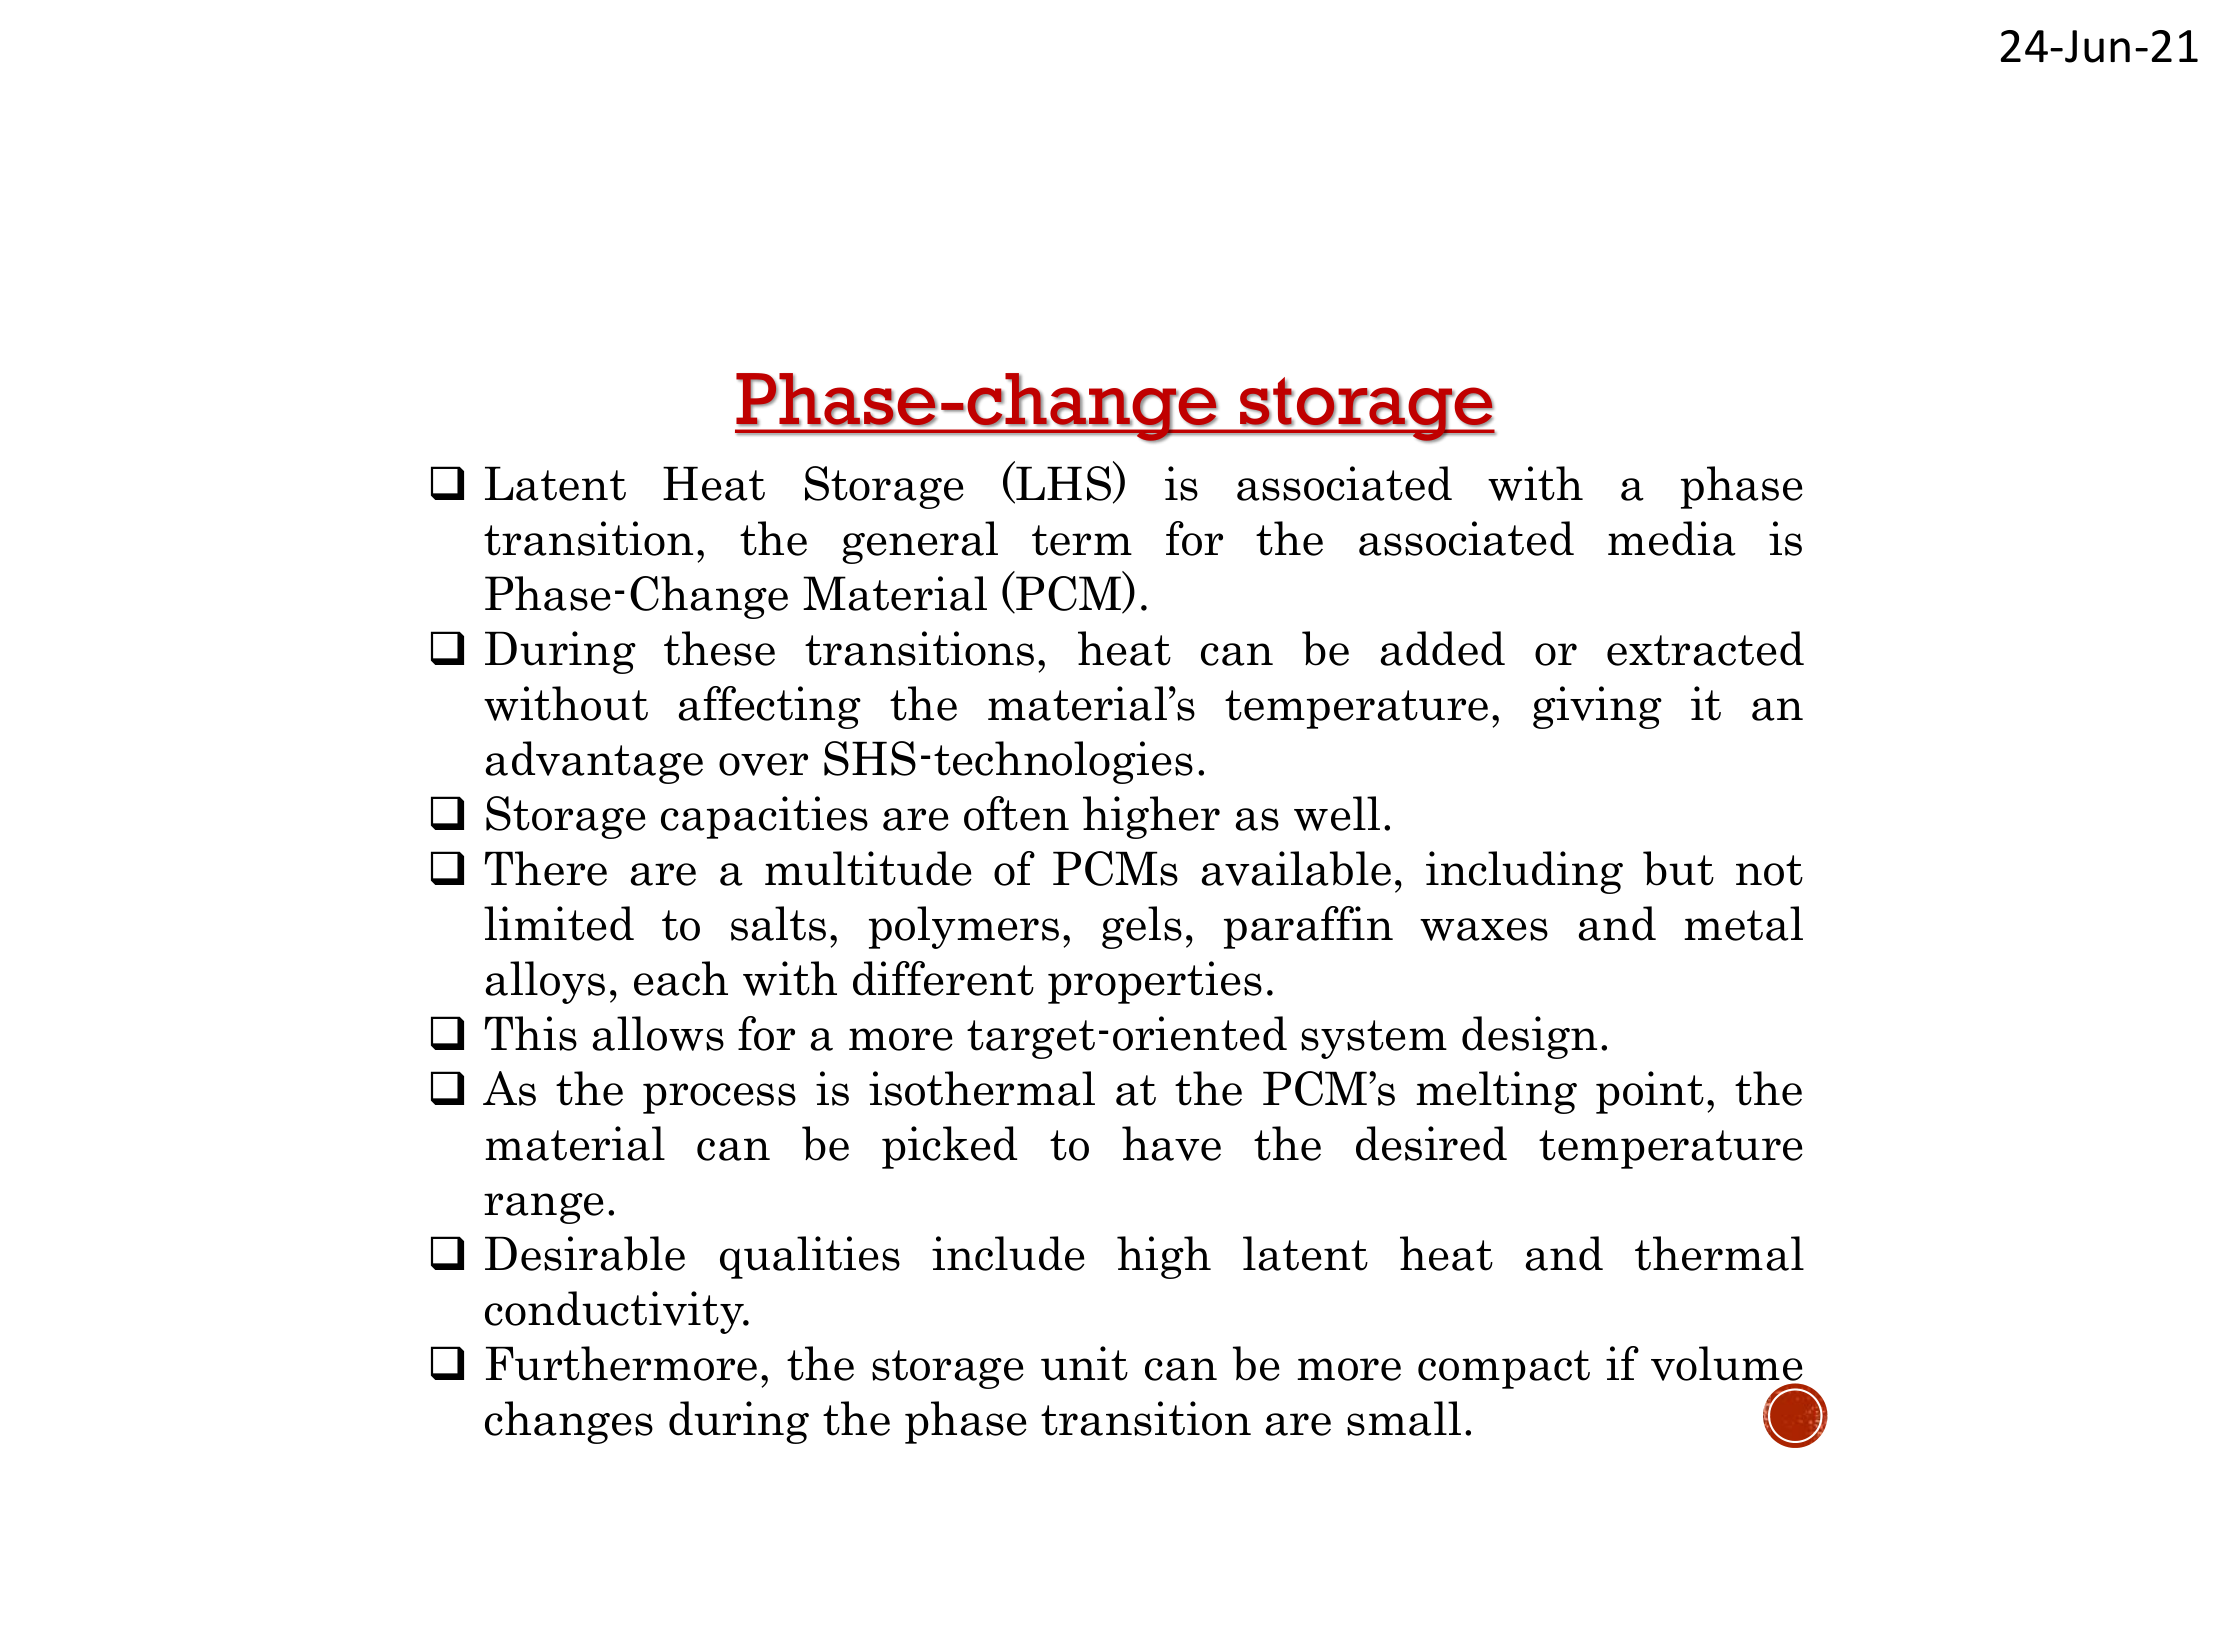 24-Jun-21
Phase-change storage
❑ Latent Heat Storage (LHS) is associated with a phase
transition, the general term for the associated media is
Phase-Change Material (PCM).
❑ During these transitions, heat can be added or extracted
without affecting the material’s temperature, giving it an
advantage over SHS-technologies.
❑ Storage capacities are often higher as well.
❑ There are a multitude of PCMs available, including but not
limited to salts, polymers, gels, paraffin waxes and metal
alloys, each with different properties.
❑ This allows for a more target-oriented system design.
❑ As the process is isothermal at the PCM’s melting point, the
material can be picked to have the desired temperature
range.
❑ Desirable qualities include high latent heat and thermal
conductivity.
❑ Furthermore, the storage unit can be more compact if volume
changes during the phase transition are small.